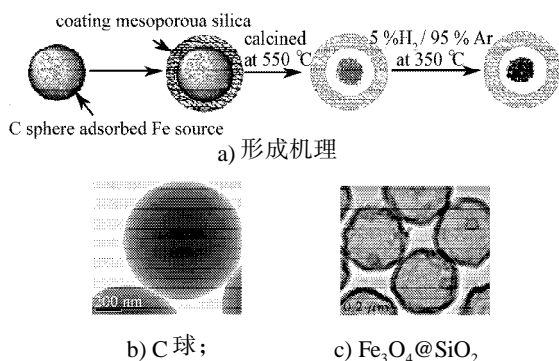 coating mesoporous silica
calcined
at 550 ℃
5 %H₂/ 95 % Ar
at 350 ℃
C sphere adsorbed Fe source
a) 形成机理
200 nm
0.2 μm
b) C 球；
c) Fe₃O₄@SiO₂